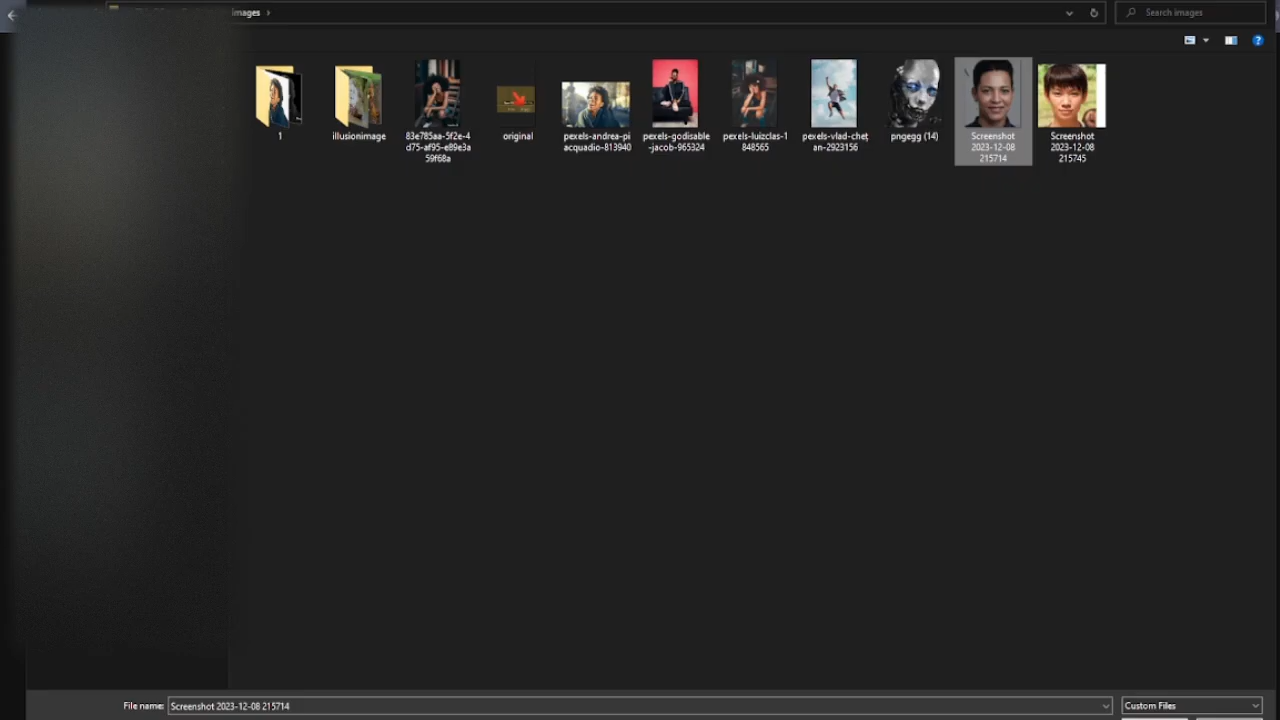 images
Search images
1
illusionimage
83e785aa-5f2e-4
d75-af95-e89e3a
59f68a
original
pexels-andrea-pi
acquadio-813940
pexels-godisable
-jacob-965324
pexels-luizclas-1
848565
pexels-vlad-chet
an-2923156
pngegg (14)
Screenshot
2023-12-08
215714
Screenshot
2023-12-08
215745
File name:
Screenshot 2023-12-08 215714
Custom Files